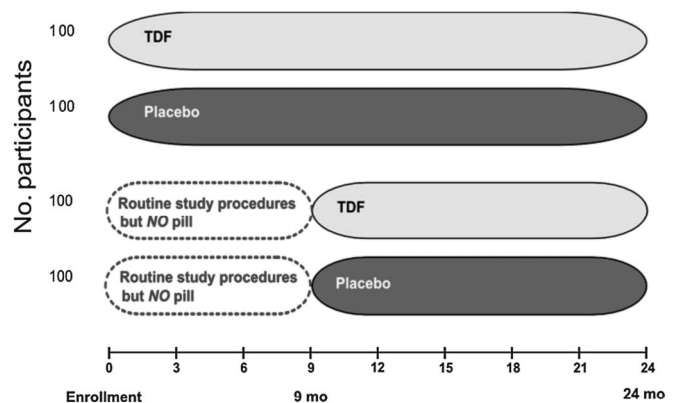 No. participants
100
TDF
100
Placebo
100
Routine study procedures
but NO pill
TDF
100
Routine study procedures
but NO pill
Placebo
0 3 6 9 12 15 18 21 24
Enrollment 9 mo 24 mo